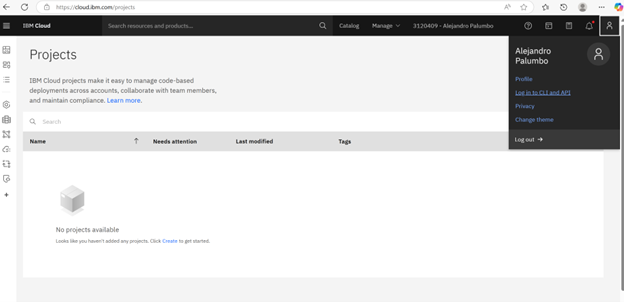 https://cloud.ibm.com/projects
IBM Cloud
Search resources and products...
Catalog
Manage
3120409 - Alejandro Palumbo
Projects
IBM Cloud projects make it easy to manage code-based
deployments across accounts, collaborate with team members,
and maintain compliance. Learn more.
Alejandro
Palumbo
Profile
Log in to CLI and API
Privacy
Change theme
Log out →
Search
Name ↑ Needs attention Last modified Tags
No projects available
Looks like you haven't added any projects. Click Create to get started.